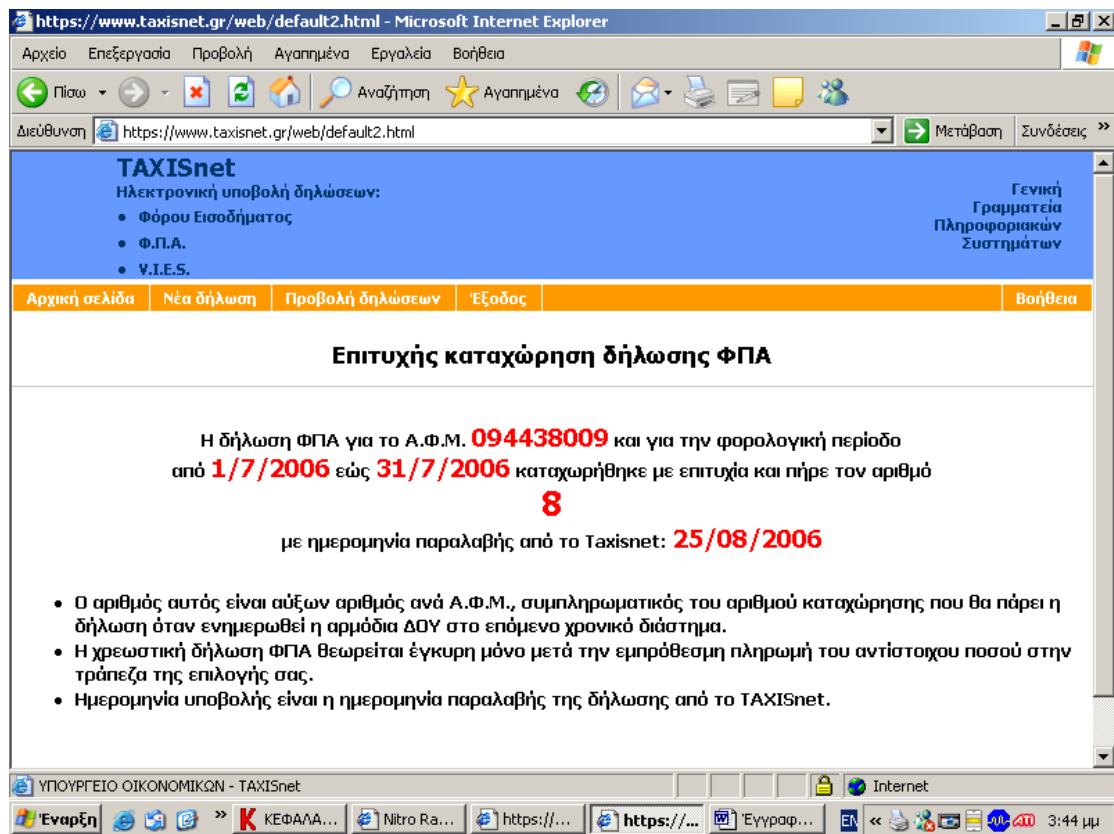 https://www.taxisnet.gr/web/default2.html - Microsoft Internet Explorer
Αρχείο Επεξεργασία Προβολή Αγαπημένα Εργαλεία Βοήθεια
Πίσω Αναζήτηση Αγαπημένα
Διεύθυνση https://www.taxisnet.gr/web/default2.html Μετάβαση Συνδέσεις »
TAXISnet
Ηλεκτρονική υποβολή δηλώσεων:
• Φόρου Εισοδήματος
• Φ.Π.Α.
• V.I.E.S.
Γενική
Γραμματεία
Πληροφοριακών
Συστημάτων
Αρχική σελίδα Νέα δήλωση Προβολή δηλώσεων Έξοδος Βοήθεια
Επιτυχής καταχώρηση δήλωσης ΦΠΑ
Η δήλωση ΦΠΑ για το Α.Φ.Μ. 094438009 και για την φορολογική περίοδο
από 1/7/2006 εώς 31/7/2006 καταχωρήθηκε με επιτυχία και πήρε τον αριθμό
8
με ημερομηνία παραλαβής από το Taxisnet: 25/08/2006
• Ο αριθμός αυτός είναι αύξων αριθμός ανά Α.Φ.Μ., συμπληρωματικός του αριθμού καταχώρησης που θα πάρει η
δήλωση όταν ενημερωθεί η αρμόδια ΔΟΥ στο επόμενο χρονικό διάστημα.
• Η χρεωστική δήλωση ΦΠΑ θεωρείται έγκυρη μόνο μετά την εμπρόθεσμη πληρωμή του αντίστοιχου ποσού στην
τράπεζα της επιλογής σας.
• Ημερομηνία υποβολής είναι η ημερομηνία παραλαβής της δήλωσης από το TAXISnet.
ΥΠΟΥΡΓΕΙΟ ΟΙΚΟΝΟΜΙΚΩΝ - TAXISnet Internet
Έναρξη » ΚΕΦΑΛΑ... Nitro Ra... https://... https://... Έγγραφ... EN « 3:44 μμ